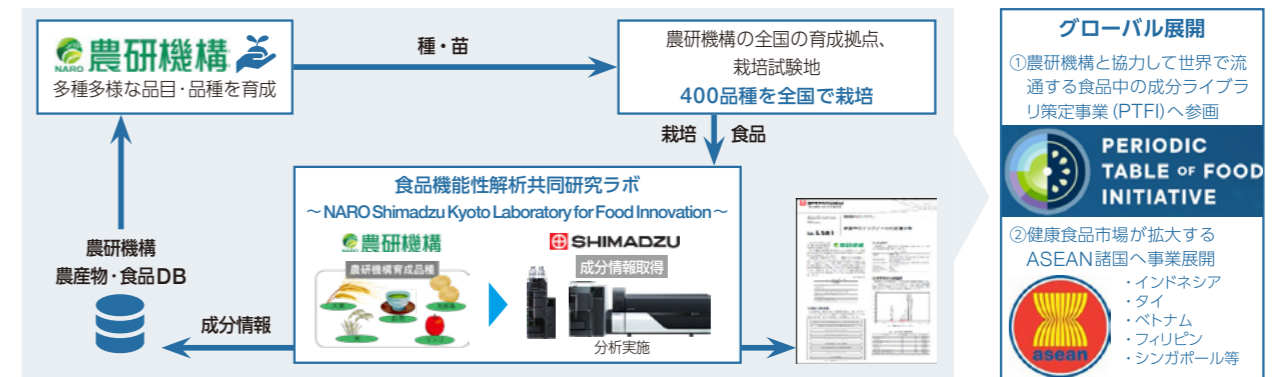 NARO
農研機構
多種多様な品目・品種を育成
種・苗
農研機構の全国の育成拠点、
栽培試験地
400品種を全国で栽培
栽培
食品
食品機能性解析共同研究ラボ
～NARO Shimadzu Kyoto Laboratory for Food Innovation～
農研機構
農研機構育成品種
SHIMADZU
成分情報取得
分析実施
農研機構
農産物・食品DB
成分情報
SHIMADZU
No. L581
グローバル展開
①農研機構と協力して世界で流
通する食品中の成分ライブラ
リ策定事業(PTFI)へ参画
PERIODIC
TABLE OF FOOD
INITIATIVE
②健康食品市場が拡大する
ASEAN諸国へ事業展開
asean
・インドネシア
・タイ
・ベトナム
・フィリピン
・シンガポール等